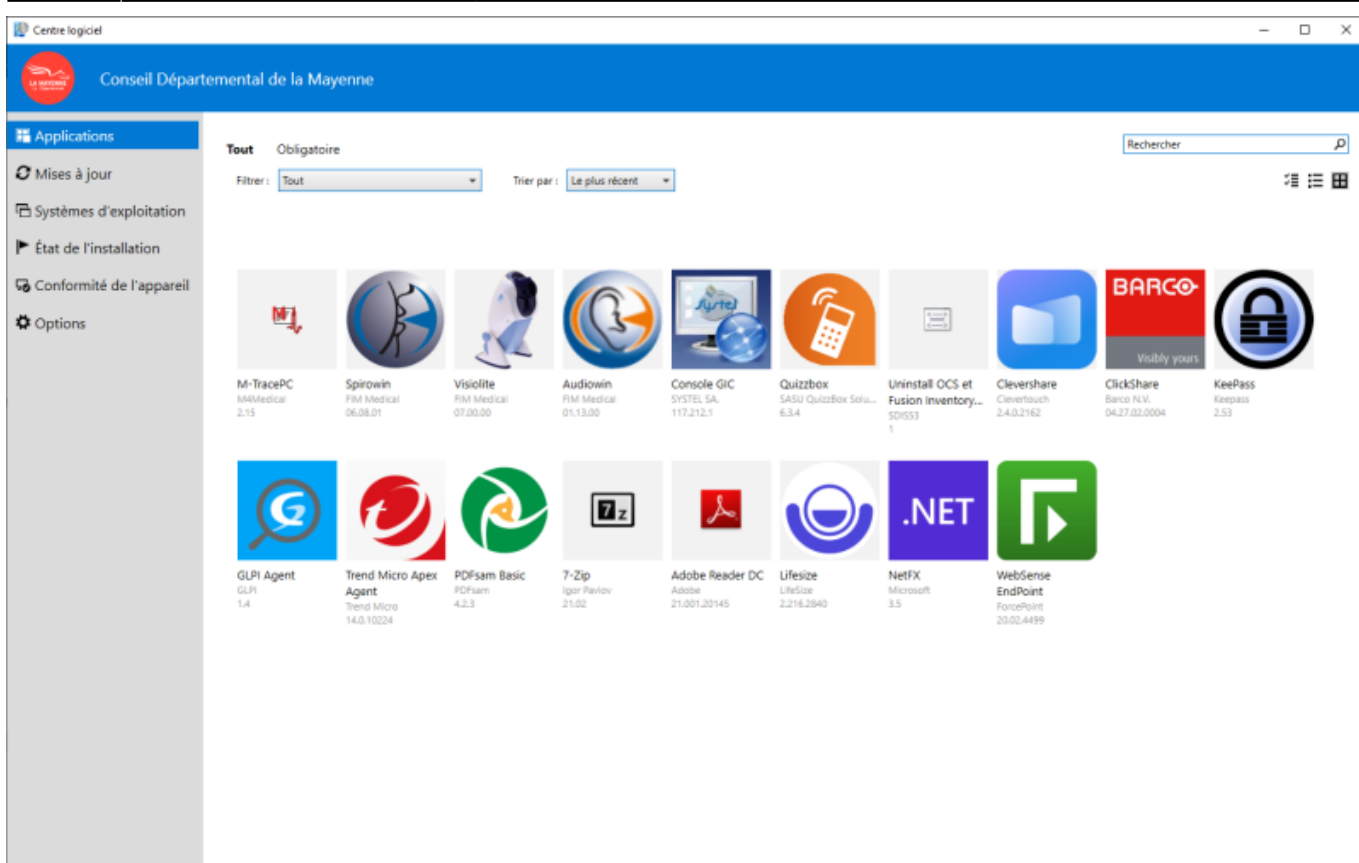 Centre logiciel
LA MAYENNE
Le Département
Conseil Départemental de la Mayenne
Applications
Mises à jour
Systèmes d'exploitation
État de l'installation
Conformité de l'appareil
Options
Tout Obligatoire
Rechercher
Filtrer : Tout Trier par : Le plus récent
Systel
BARCO
Visibly yours
M-TracePC
M4Medical
2.15
Spirowin
FIM Medical
06.08.01
Visiolite
FIM Medical
07.00.00
Audiowin
FIM Medical
01.13.00
Console GIC
SYSTEL SA.
117.212.1
Quizzbox
SASU QuizzBox Solu...
6.3.4
Uninstall OCS et
Fusion Inventory...
SDIS53
1
Clevershare
Clevertouch
2.4.0.2162
ClickShare
Barco N.V.
04.27.02.0004
KeePass
Keepass
2.53
7z
.NET
GLPI Agent
GLPI
1.4
Trend Micro Apex
Agent
Trend Micro
14.0.10224
PDFsam Basic
PDFsam
4.2.3
7-Zip
Igor Pavlov
21.02
Adobe Reader DC
Adobe
21.001.20145
Lifesize
LifeSize
2.216.2840
NetFX
Microsoft
3.5
WebSense
EndPoint
ForcePoint
20.02.4499